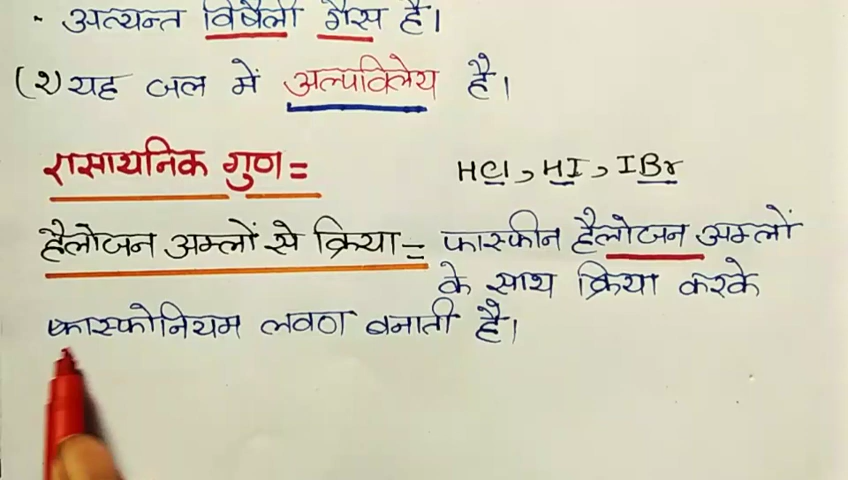 - अत्यन्त विषैली गैस है।
(२) यह जल में अल्पविलेय है।
रासायनिक गुण =
HCl, HI, IBr
हैलोजन अम्लों से क्रिया = फास्फीन हैलोजन अम्लों
के साथ क्रिया करके
फास्फोनियम लवण बनाती है।